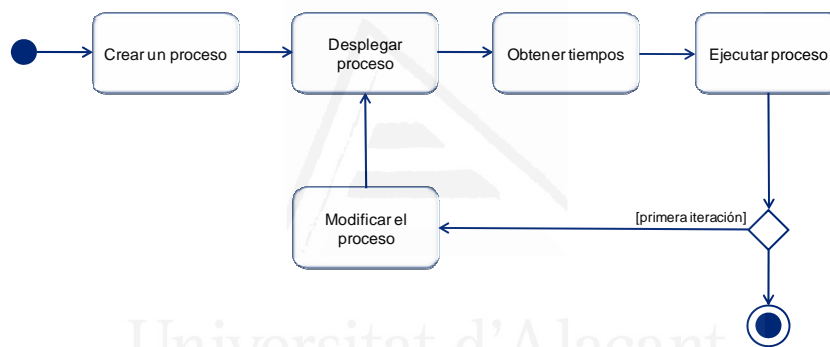 Crear un proceso
Desplegar
proceso
Obtener tiempos
Ejecutar proceso
Modificar el
proceso
[primera iteración]
Universitat d'Alacant